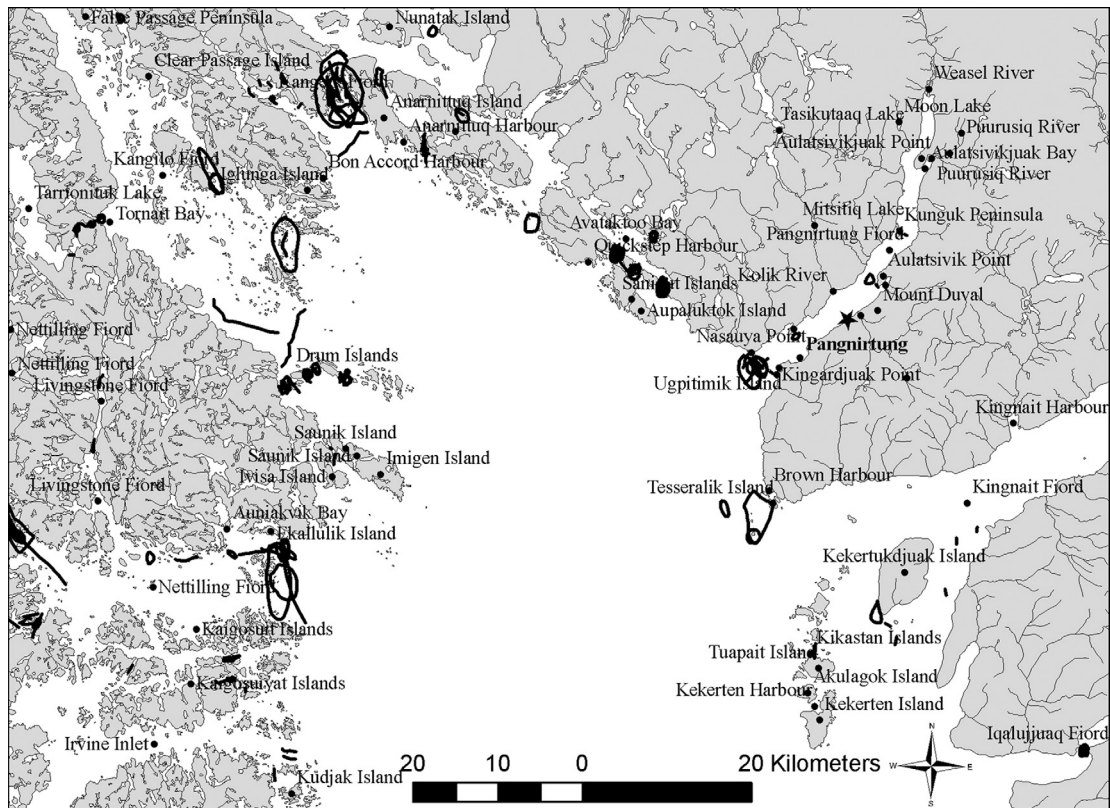 False Passage Peninsula
Nunatak Island
Clear Passage Island
Kangilo Fiord
Anarnittuq Island
Anarnittuq Harbour
Bon Accord Harbour
Kangilo Fiord
Iglunga Island
Tarrionituk Lake
Tornait Bay
Weasel River
Moon Lake
Tasikutaaq Lake
Puurusiq River
Aulatsivikjuak Point
Aulatsivikjuak Bay
Puurusiq River
Mitsitiq Lake
Kunguk Peninsula
Pangnirtung Fiord
Avataktoo Bay
Quickstep Harbour
Aulatsivik Point
Kolik River
Sanigut Islands
Mount Duval
Aupaluktok Island
Nettilling Fiord
Nasauya Point
Pangnirtung
Drum Islands
Nettilling Fiord
Livingstone Fiord
Ugpitimik Island
Kingardjuak Point
Kingnait Harbour
Saunik Island
Saunik Island
Imigen Island
Ivisa Island
Livingstone Fiord
Brown Harbour
Tesseralik Island
Kingnait Fiord
Auniakvik Bay
Ekallulik Island
Kekertukdjuak Island
Nettilling Fiord
Kaigosuit Islands
Kikastan Islands
Tuapait Island
Akulagok Island
Kaigosuiyat Islands
Kekerten Harbour
Kekerten Island
Irvine Inlet
Iqalujjuaq Fiord
Kudjak Island
20 10 0 20 Kilometers
N
W E
S